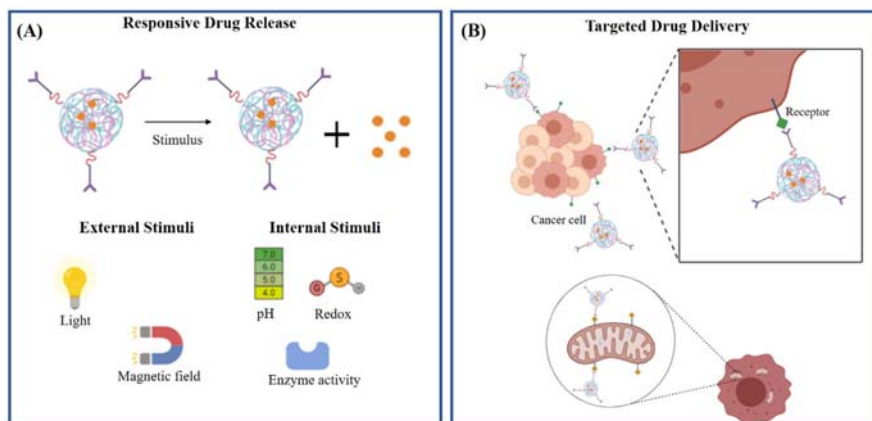 (A)
Responsive Drug Release
Stimulus
External Stimuli
Internal Stimuli
7.0
6.0
5.0
4.0
G
S
H
Light
pH
Redox
Magnetic field
Enzyme activity
(B)
Targeted Drug Delivery
Receptor
Cancer cell